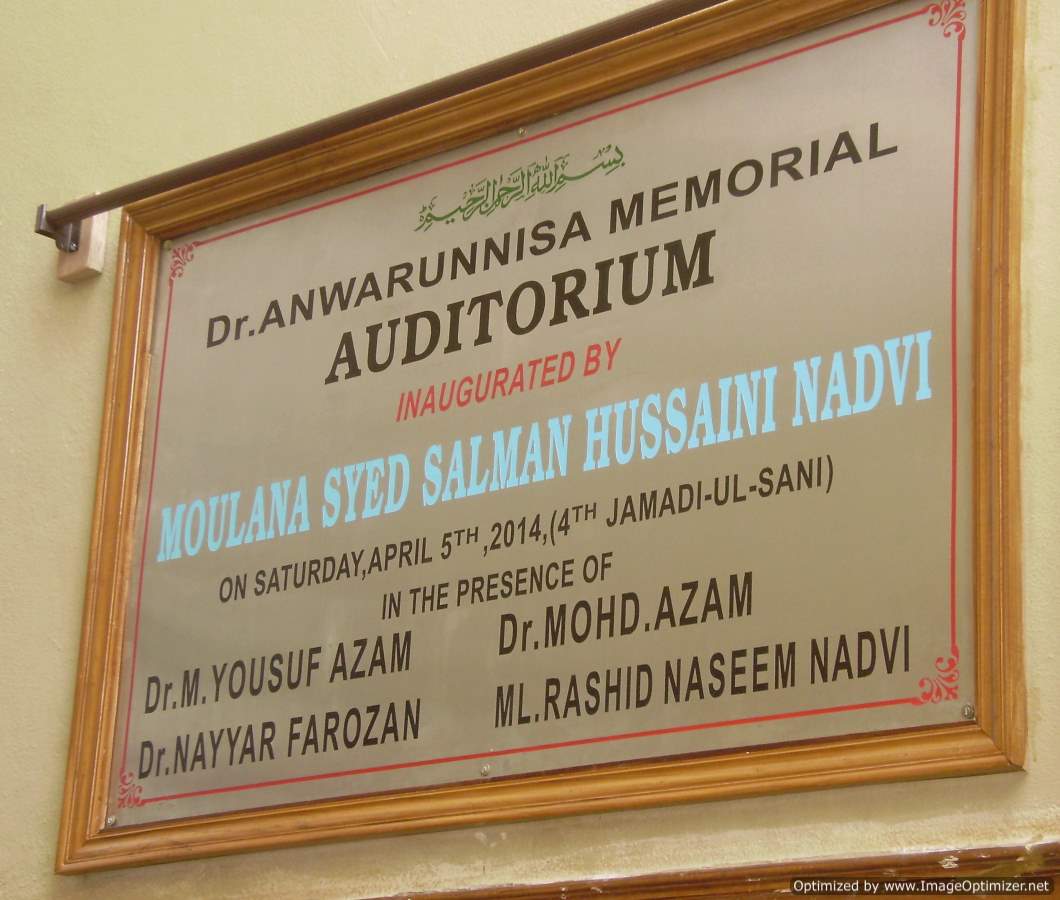 بسم الله الرحمن الرحيم
Dr.ANWARUNNISA MEMORIAL
AUDITORIUM
INAUGURATED BY
MOULANA SYED SALMAN HUSSAINI NADVI
ON SATURDAY,APRIL 5TH ,2014,(4TH JAMADI-UL-SANI)
IN THE PRESENCE OF
Dr.M.YOUSUF AZAM Dr.MOHD.AZAM
Dr.NAYYAR FAROZAN ML.RASHID NASEEM NADVI
Optimized by www.ImageOptimizer.net